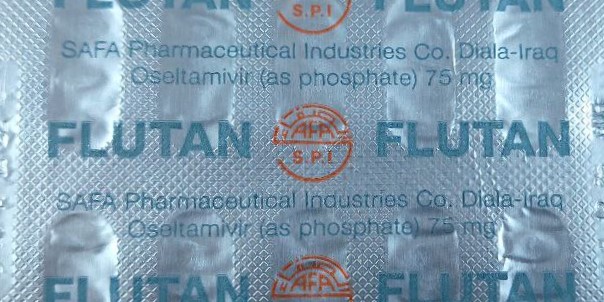 FLUTAN S.P.I FLUTAN
SAFA Pharmaceutical Industries Co. Diala-Iraq
Oseltamivir (as phosphate) 75 mg
FLUTAN SAFA S.P.I FLUTAN
SAFA Pharmaceutical Industries Co. Diala-Iraq
Oseltamivir (as phosphate) 75 mg
FLUTAN SAFA FLUTAN